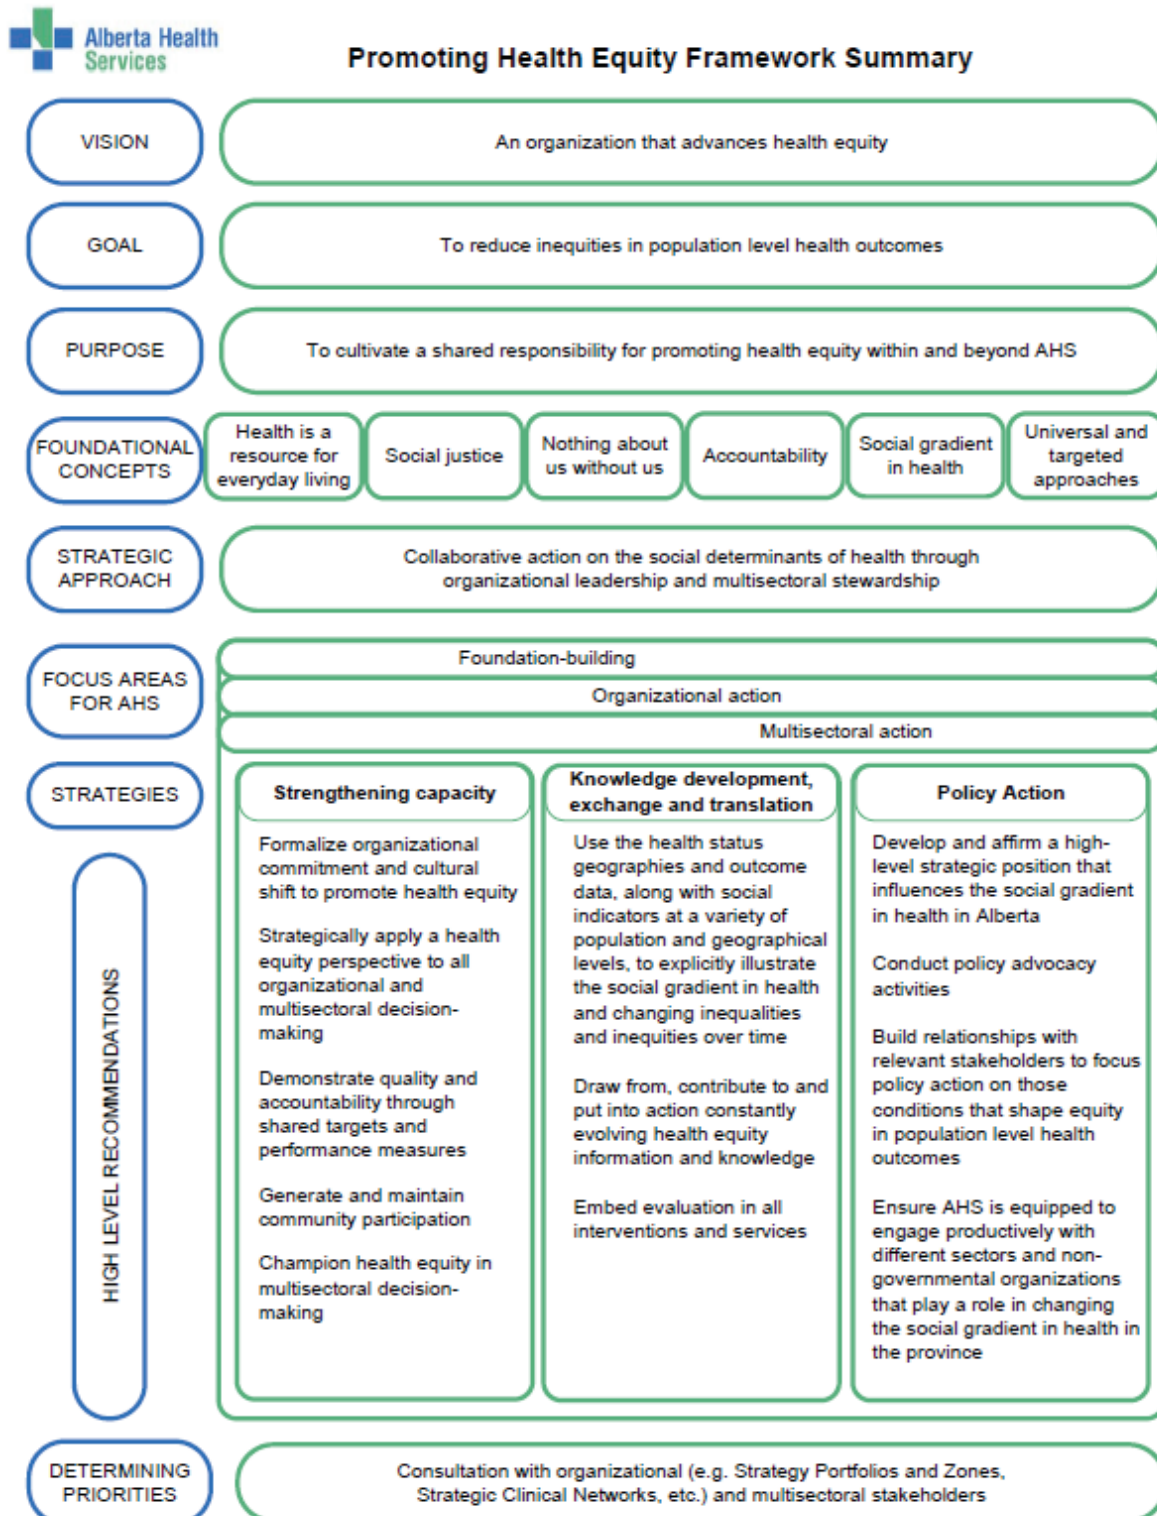 Alberta Health
Services
Promoting Health Equity Framework Summary
VISION
An organization that advances health equity
GOAL
To reduce inequities in population level health outcomes
PURPOSE
To cultivate a shared responsibility for promoting health equity within and beyond AHS
FOUNDATIONAL
CONCEPTS
Health is a
resource for
everyday living
Social justice
Nothing about
us without us
Accountability
Social gradient
in health
Universal and
targeted
approaches
STRATEGIC
APPROACH
Collaborative action on the social determinants of health through
organizational leadership and multisectoral stewardship
FOCUS AREAS
FOR AHS
Foundation-building
Organizational action
Multisectoral action
STRATEGIES
HIGH LEVEL RECOMMENDATIONS
Strengthening capacity
Formalize organizational
commitment and cultural
shift to promote health equity
Strategically apply a health
equity perspective to all
organizational and
multisectoral decision-
making
Demonstrate quality and
accountability through
shared targets and
performance measures
Generate and maintain
community participation
Champion health equity in
multisectoral decision-
making
Knowledge development,
exchange and translation
Use the health status
geographies and outcome
data, along with social
indicators at a variety of
population and geographical
levels, to explicitly illustrate
the social gradient in health
and changing inequalities
and inequities over time
Draw from, contribute to and
put into action constantly
evolving health equity
information and knowledge
Embed evaluation in all
interventions and services
Policy Action
Develop and affirm a high-
level strategic position that
influences the social gradient
in health in Alberta
Conduct policy advocacy
activities
Build relationships with
relevant stakeholders to focus
policy action on those
conditions that shape equity
in population level health
outcomes
Ensure AHS is equipped to
engage productively with
different sectors and non-
governmental organizations
that play a role in changing
the social gradient in health in
the province
DETERMINING
PRIORITIES
Consultation with organizational (e.g. Strategy Portfolios and Zones,
Strategic Clinical Networks, etc.) and multisectoral stakeholders